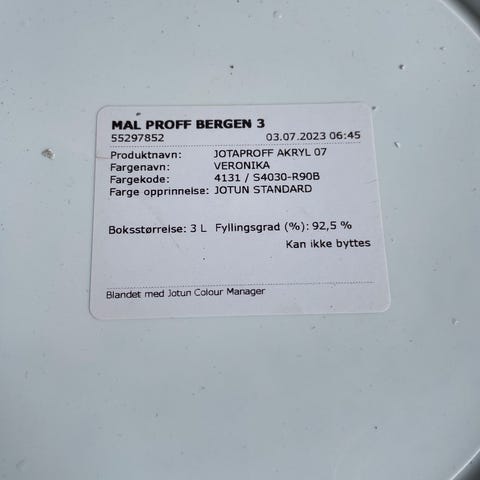 MAL PROFF BERGEN 3
55297852 03.07.2023 06:45
Produktnavn: JOTAPROFF AKRYL 07
Fargenavn: VERONIKA
Fargekode: 4131 / S4030-R90B
Farge opprinnelse: JOTUN STANDARD
Boksstørrelse: 3 L Fyllingsgrad (%): 92,5 %
Kan ikke byttes
Blandet med Jotun Colour Manager